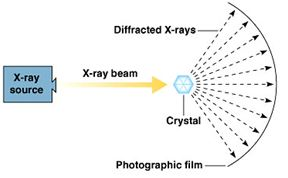 Diffracted X-rays
X-ray
source
X-ray beam
Crystal
Photographic film